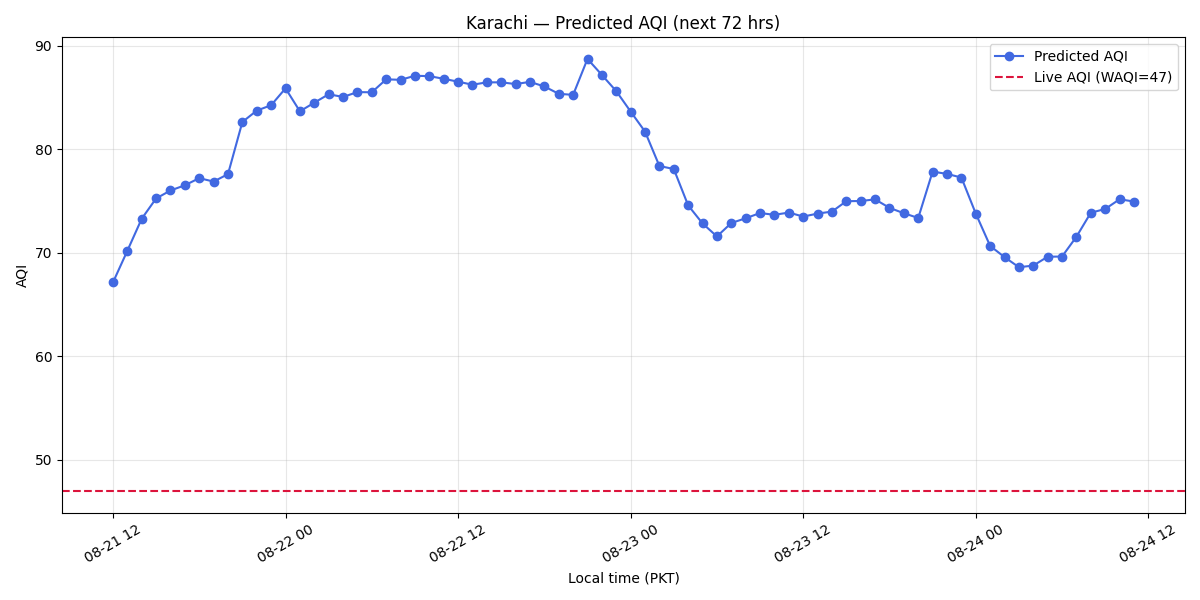 Karachi — Predicted AQI (next 72 hrs)
Predicted AQI
Live AQI (WAQI=47)
90
80
70
60
50
AQI
08-21 12
08-22 00
08-22 12
08-23 00
08-23 12
08-24 00
08-24 12
Local time (PKT)